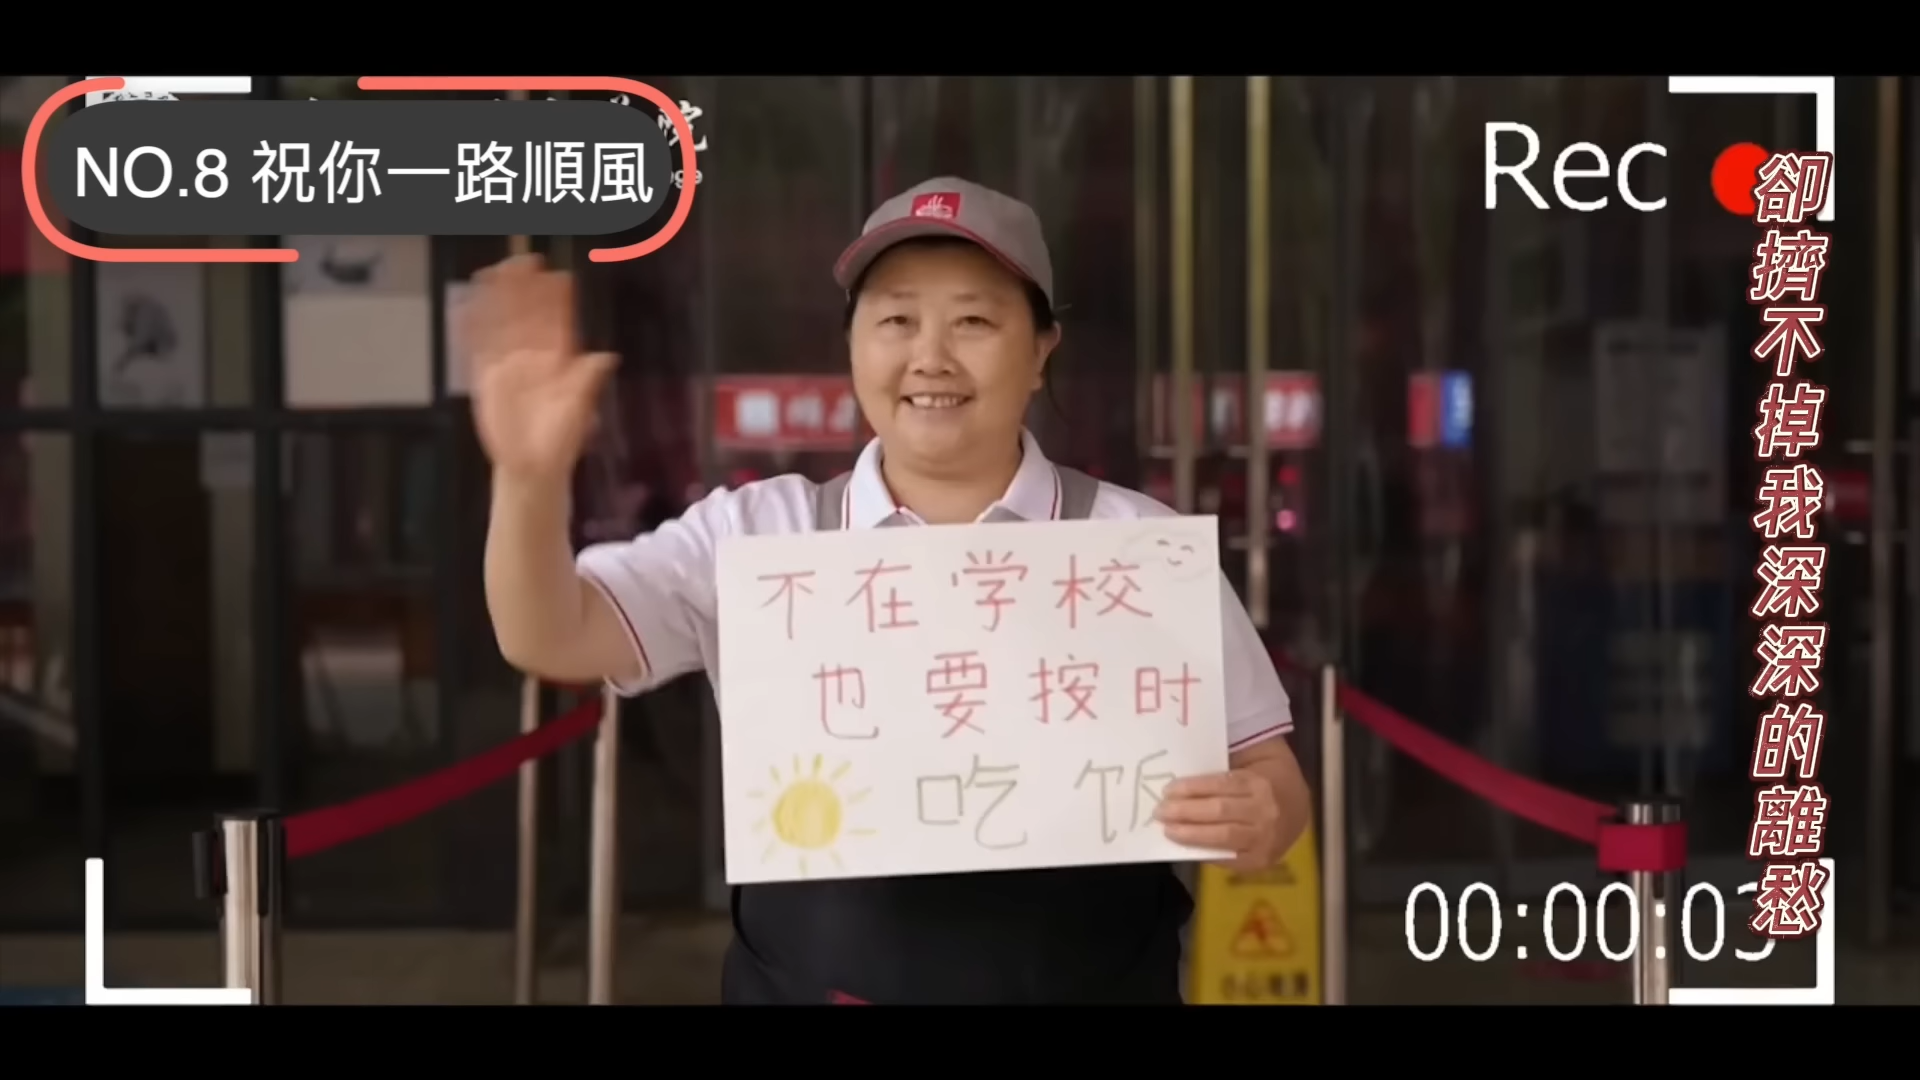 NO.8 祝你一路順風
Rec
卻擠不掉我深深的離愁
不在学校
也要按时
吃饭
00:00:03